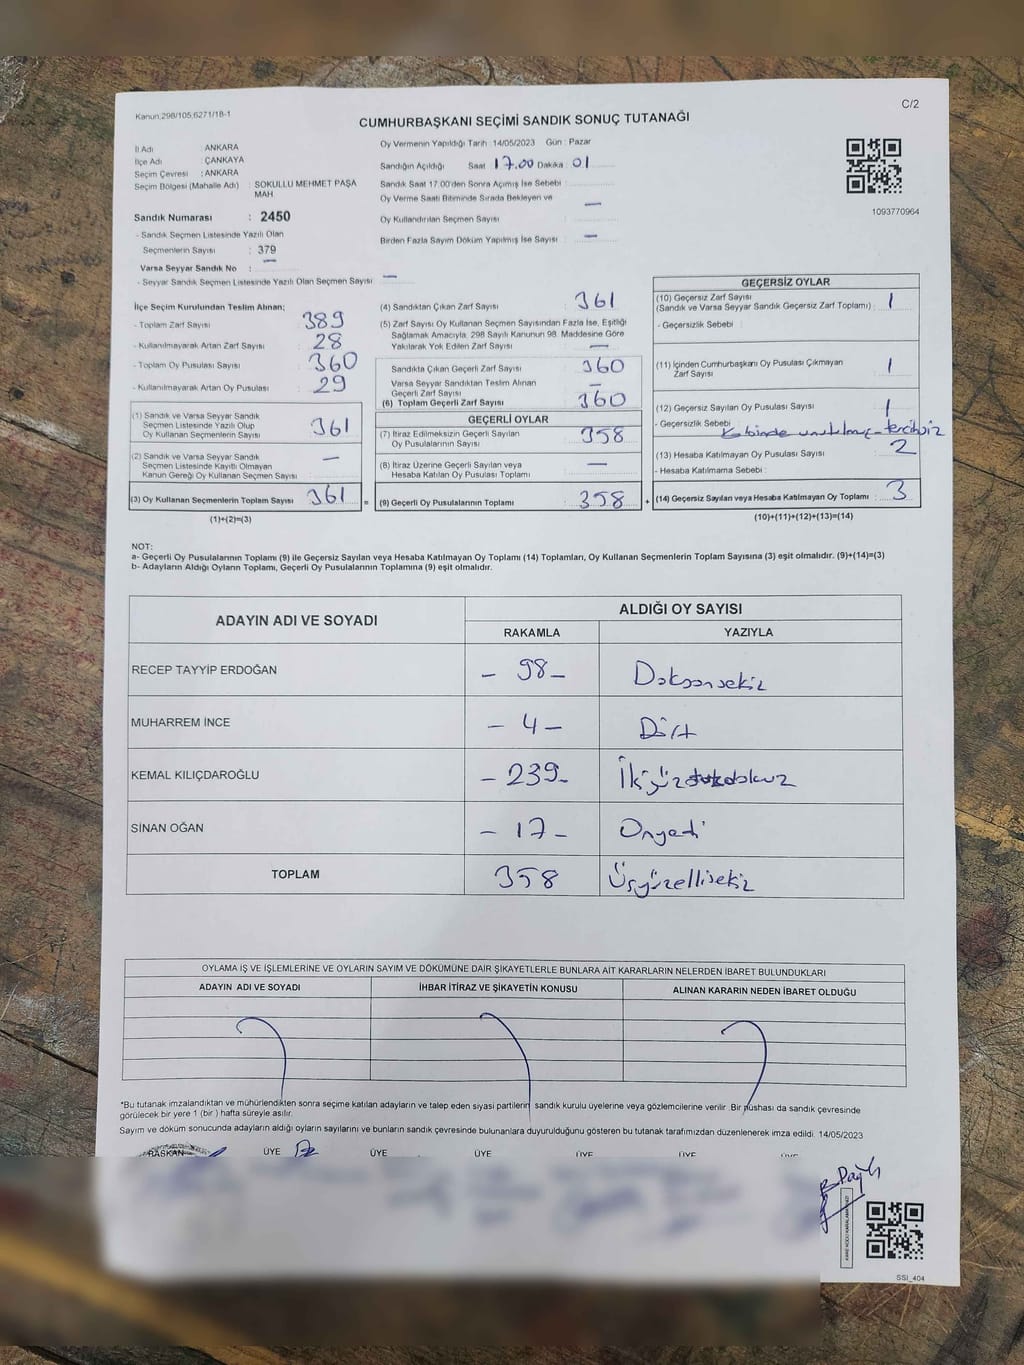 Kanun,298/105,6271/18-1
C/2
CUMHURBAŞKANI SEÇİMİ SANDIK SONUÇ TUTANAĞI
İl Adı : ANKARA
İlçe Adı : ÇANKAYA
Seçim Çevresi : ANKARA
Seçim Bölgesi (Mahalle Adı) : SOKULLU MEHMET PAŞA
MAH
Sandık Numarası : 2450
- Sandık Seçmen Listesinde Yazılı Olan
Seçmenlerin Sayısı : 379
Varsa Seyyar Sandık No : —
- Seyyar Sandık Seçmen Listesinde Yazılı Olan Seçmen Sayısı : —
Oy Vermenin Yapıldığı Tarih : 14/05/2023 Gün : Pazar
Sandığın Açıldığı Saat 17.00 Dakika : 01
Sandık Saat 17.00'den Sonra Açımış İse Sebebi :
Oy Verme Saati Bitiminde Sırada Bekleyen ve
Oy Kullandırılan Seçmen Sayısı : —
Birden Fazla Sayım Döküm Yapılmış İse Sayısı : —
1093770964
İlçe Seçim Kurulundan Teslim Alınan;
- Toplam Zarf Sayısı : 389
- Kullanılmayarak Artan Zarf Sayısı : 28
- Toplam Oy Pusulası Sayısı : 360
- Kullanılmayarak Artan Oy Pusulası : 29
(1) Sandık ve Varsa Seyyar Sandık
Seçmen Listesinde Yazılı Olup
Oy Kullanan Seçmenlerin Sayısı : 361
(2) Sandık ve Varsa Seyyar Sandık
Seçmen Listesinde Kayıtlı Olmayan
Kanun Gereği Oy Kullanan Seçmen Sayısı : —
(3) Oy Kullanan Seçmenlerin Toplam Sayısı : 361 =
(1)+(2)=(3)
(4) Sandıktan Çıkan Zarf Sayısı : 361
(5) Zarf Sayısı Oy Kullanan Seçmen Sayısından Fazla İse, Eşitliği
Sağlamak Amacıyla, 298 Sayılı Kanunun 98. Maddesine Göre
Yakılarak Yok Edilen Zarf Sayısı : —
Sandıkta Çıkan Geçerli Zarf Sayısı : 360
Varsa Seyyar Sandıktan Teslim Alınan
Geçerli Zarf Sayısı : —
(6) Toplam Geçerli Zarf Sayısı : 360
GEÇERLİ OYLAR
(7) İtiraz Edilmeksizin Geçerli Sayılan
Oy Pusulalarının Sayısı : 358
(8) İtiraz Üzerine Geçerli Sayılan veya
Hesaba Katılan Oy Pusulası Toplamı : —
(9) Geçerli Oy Pusulalarının Toplamı : 358 +
GEÇERSİZ OYLAR
(10) Geçersiz Zarf Sayısı
(Sandık ve Varsa Seyyar Sandık Geçersiz Zarf Toplamı) : 1
- Geçersizlik Sebebi :
(11) İçinden Cumhurbaşkanı Oy Pusulası Çıkmayan
Zarf Sayısı : 1
(12) Geçersiz Sayılan Oy Pusulası Sayısı : 1
- Geçersizlik Sebebi : Kabinde unutulmuş - tercihsiz
(13) Hesaba Katılmayan Oy Pusulası Sayısı : 2
- Hesaba Katılmama Sebebi :
(14) Geçersiz Sayılan veya Hesaba Katılmayan Oy Toplamı : 3
(10)+(11)+(12)+(13)=(14)
NOT:
a- Geçerli Oy Pusulalarının Toplamı (9) ile Geçersiz Sayılan veya Hesaba Katılmayan Oy Toplamı (14) Toplamları, Oy Kullanan Seçmenlerin Toplam Sayısına (3) eşit olmalıdır. (9)+(14)=(3)
b- Adayların Aldığı Oyların Toplamı, Geçerli Oy Pusulalarının Toplamına (9) eşit olmalıdır.
ADAYIN ADI VE SOYADI
ALDIĞI OY SAYISI
RAKAMLA YAZIYLA
RECEP TAYYİP ERDOĞAN - 98 - Doksansekiz
MUHARREM İNCE - 4 - Dört
KEMAL KILIÇDAROĞLU - 239 - İkiyüzotuzdokuz
SİNAN OĞAN - 17 - Onyedi
TOPLAM 358 Üçyüzellisekiz
OYLAMA İŞ VE İŞLEMLERİNE VE OYLARIN SAYIM VE DÖKÜMÜNE DAİR ŞİKAYETLERLE BUNLARA AİT KARARLARIN NELERDEN İBARET BULUNDUKLARI
ADAYIN ADI VE SOYADI İHBAR İTİRAZ VE ŞİKAYETİN KONUSU ALINAN KARARIN NEDEN İBARET OLDUĞU
*Bu tutanak imzalandıktan ve mühürlendikten sonra seçime katılan adayların ve talep eden siyasi partilerin sandık kurulu üyelerine veya gözlemcilerine verilir .Bir nüshası da sandık çevresinde
görülecek bir yere 1 (bir ) hafta süreyle asılır.
Sayım ve döküm sonucunda adayların aldığı oyların sayılarını ve bunların sandık çevresinde bulunanlara duyurulduğunu gösteren bu tutanak tarafımızdan düzenlenerek imza edildi. 14/05/2023
BAŞKAN ÜYE ÜYE ÜYE ÜYE ÜYE ÜYE
SSI_404